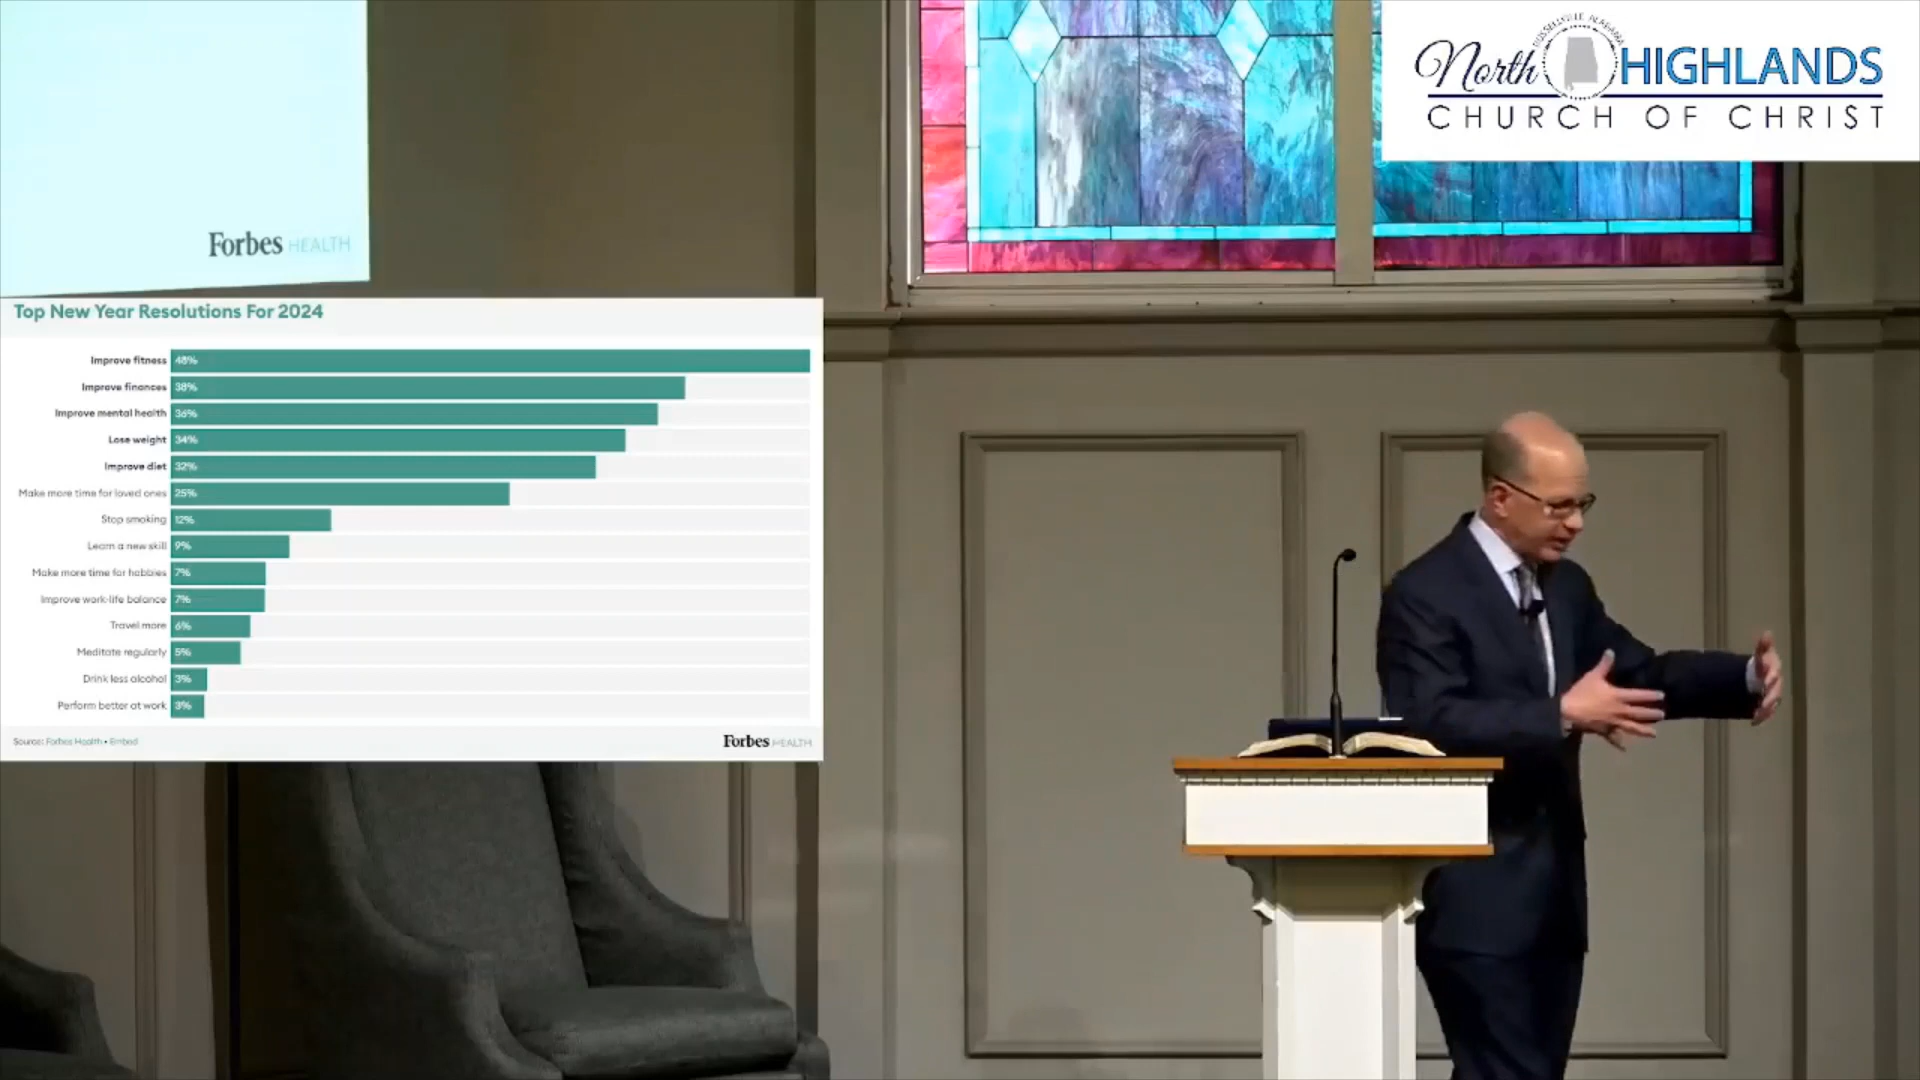 Forbes HEALTH
RUSSELLVILLE ALABAMA
North HIGHLANDS
CHURCH OF CHRIST
Top New Year Resolutions For 2024
Improve fitness 48%
Improve finances 38%
Improve mental health 36%
Lose weight 34%
Improve diet 32%
Make more time for loved ones 25%
Stop smoking 12%
Learn a new skill 9%
Make more time for hobbies 7%
Improve work-life balance 7%
Travel more 6%
Meditate regularly 5%
Drink less alcohol 3%
Perform better at work 3%
Source: Forbes Health • Embed
Forbes HEALTH